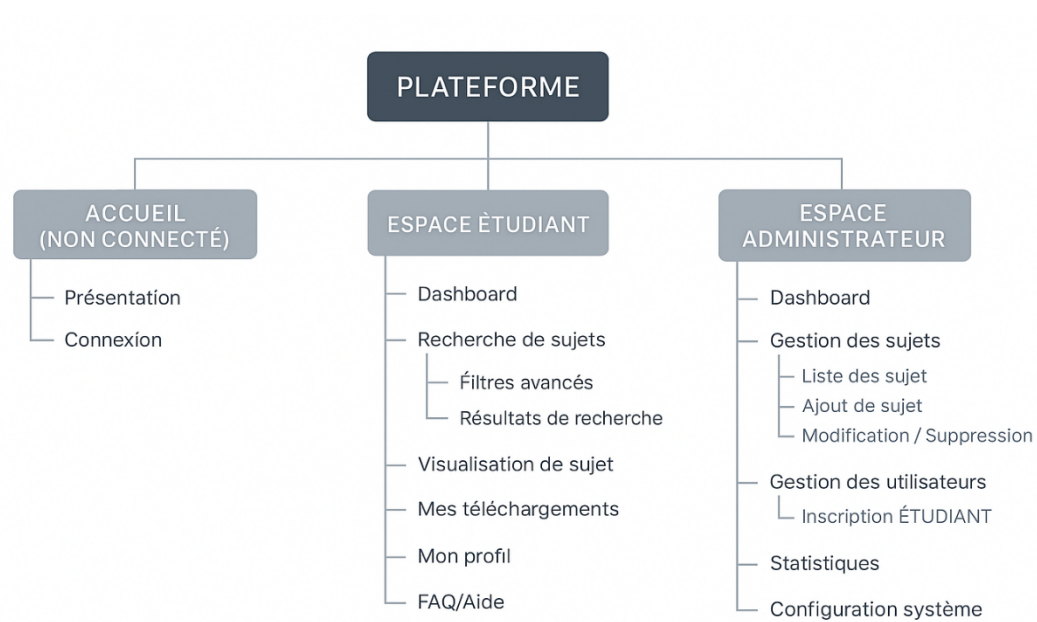 PLATEFORME
ACCUEIL
(NON CONNECTÉ)
Présentation
Connexíon
ESPACE ÈTUDIANT
Dashboard
Recherche de sujets
Filtres avancés
Résultats de recherche
Visualisation de sujet
Mes téléchargements
Mon profil
FAQ/Aide
ESPACE
ADMINISTRATEUR
Dashboard
Gestion des sujets
Liste des sujet
Ajout de sujet
Modification / Suppression
Gestion des utilisateurs
Inscription ÉTUDIANT
Statistiques
Configuration système